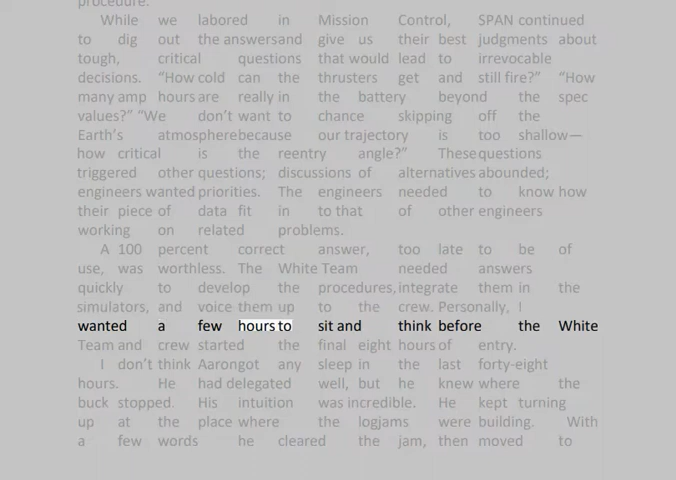 procedure.
While we labored in Mission Control, SPAN continued
to dig out the answersand give us their best judgments about
tough, critical questions that would lead to irrevocable
decisions. “How cold can the thrusters get and still fire?” “How
many amp hours are really in the battery beyond the spec
values?” “We don’t want to chance skipping off the
Earth’s atmosphere because our trajectory is too shallow—
how critical is the reentry angle?” These questions
triggered other questions; discussions of alternatives abounded;
engineers wanted priorities. The engineers needed to know how
their piece of data fit in to that of other engineers
working on related problems.
A 100 percent correct answer, too late to be of
use, was worthless. The White Team needed answers
quickly to develop the procedures, integrate them in the
simulators, and voice them up to the crew. Personally, I
wanted a few hours to sit and think before the White
Team and crew started the final eight hours of entry.
I don’t think Aaron got any sleep in the last forty-eight
hours. He had delegated well, but he knew where the
buck stopped. His intuition was incredible. He kept turning
up at the place where the logjams were building. With
a few words he cleared the jam, then moved to